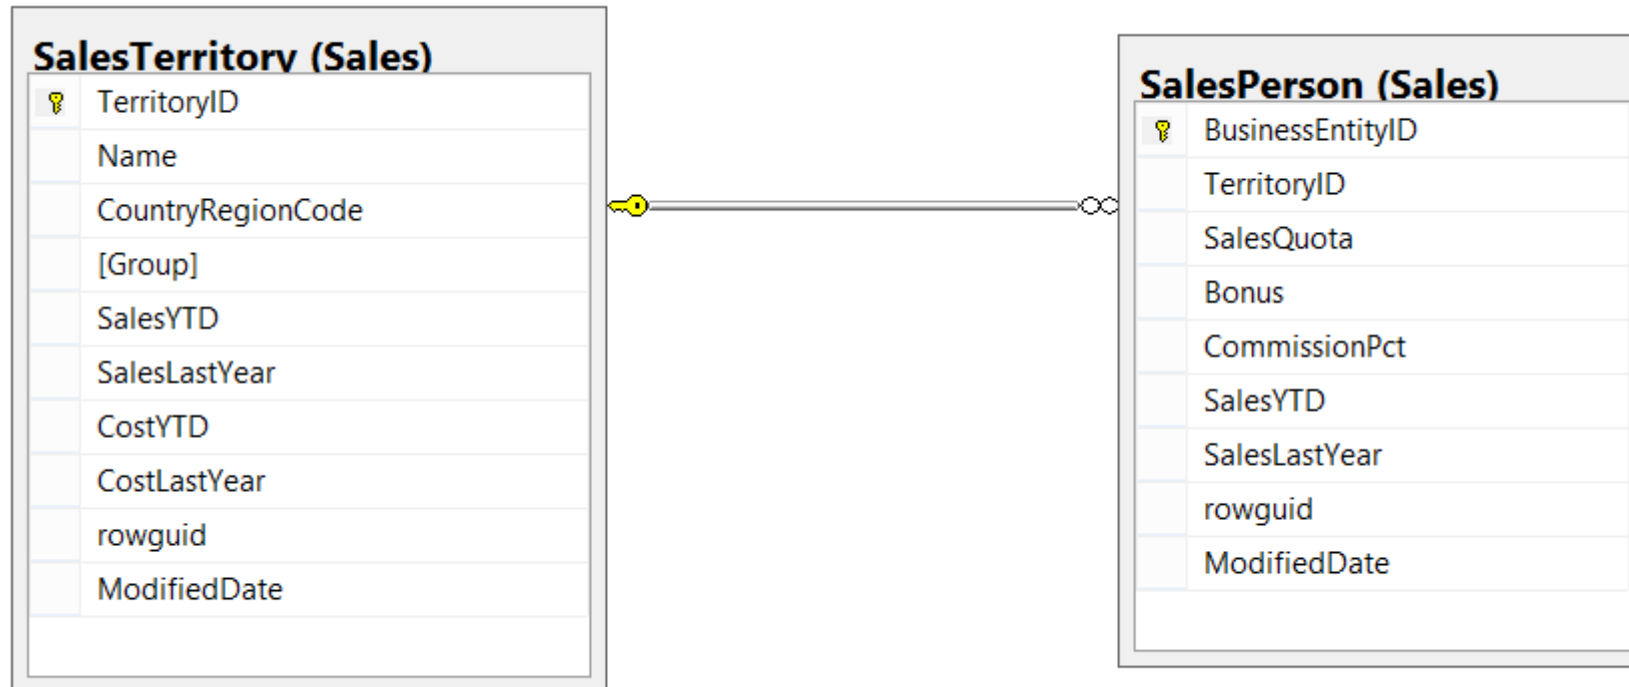 SalesTerritory (Sales)
TerritoryID
Name
CountryRegionCode
[Group]
SalesYTD
SalesLastYear
CostYTD
CostLastYear
rowguid
ModifiedDate
SalesPerson (Sales)
BusinessEntityID
TerritoryID
SalesQuota
Bonus
CommissionPct
SalesYTD
SalesLastYear
rowguid
ModifiedDate